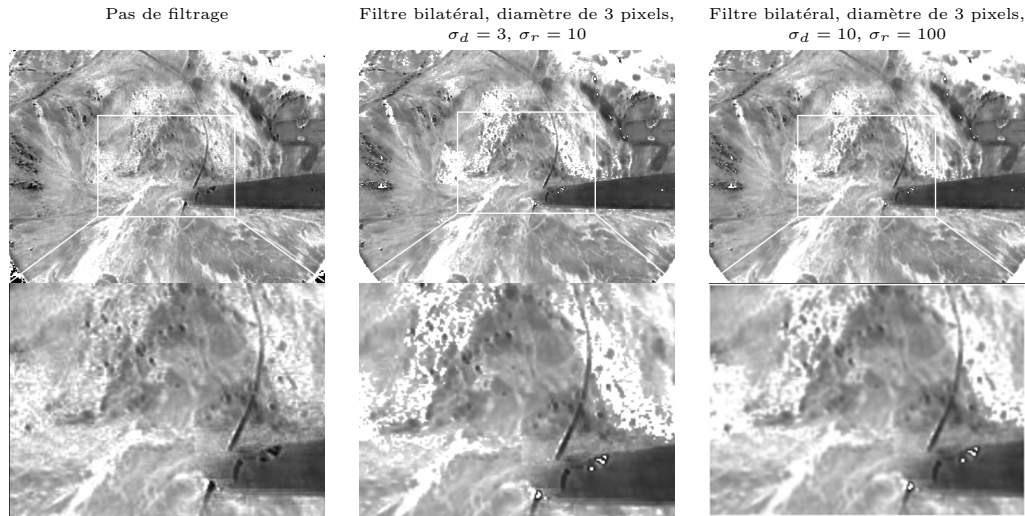 Pas de filtrage
Filtre bilatéral, diamètre de 3 pixels,
σ_d = 3, σ_r = 10
Filtre bilatéral, diamètre de 3 pixels,
σ_d = 10, σ_r = 100